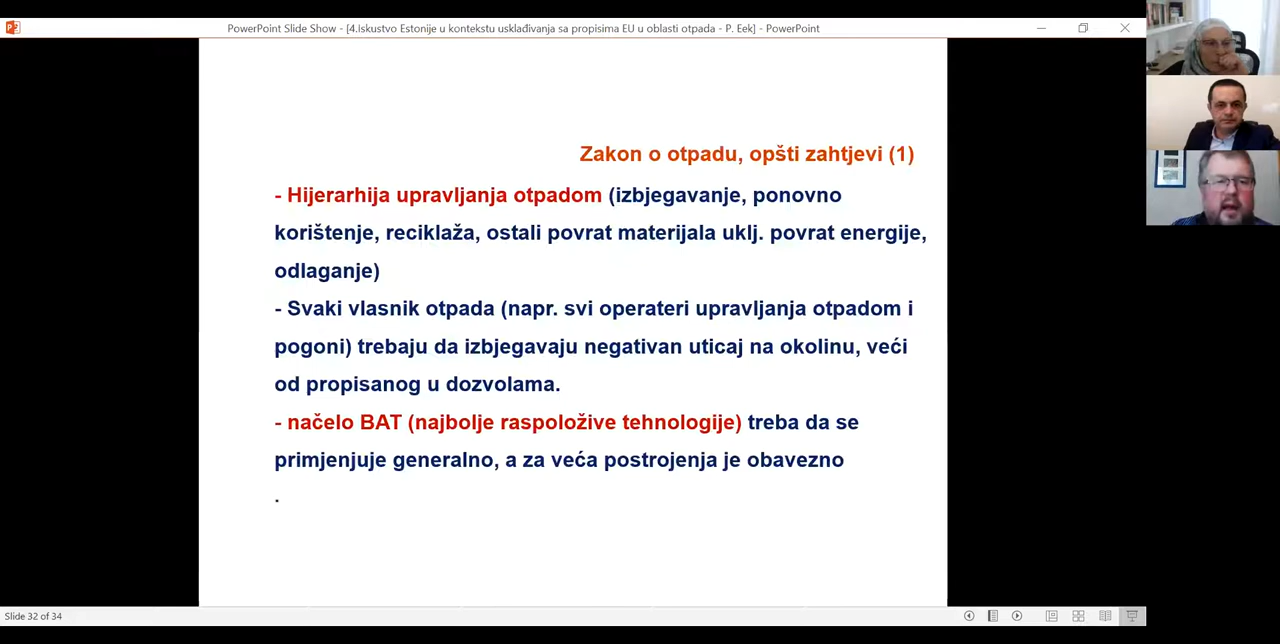 PowerPoint Slide Show - [4.Iskustvo Estonije u kontekstu usklađivanja sa propisima EU u oblasti otpada - P. Eek] - PowerPoint
Zakon o otpadu, opšti zahtjevi (1)
- Hijerarhija upravljanja otpadom (izbjegavanje, ponovno
korištenje, reciklaža, ostali povrat materijala uklj. povrat energije,
odlaganje)
- Svaki vlasnik otpada (napr. svi operateri upravljanja otpadom i
pogoni) trebaju da izbjegavaju negativan uticaj na okolinu, veći
od propisanog u dozvolama.
- načelo BAT (najbolje raspoložive tehnologije) treba da se
primjenjuje generalno, a za veća postrojenja je obavezno
.
Slide 32 of 34